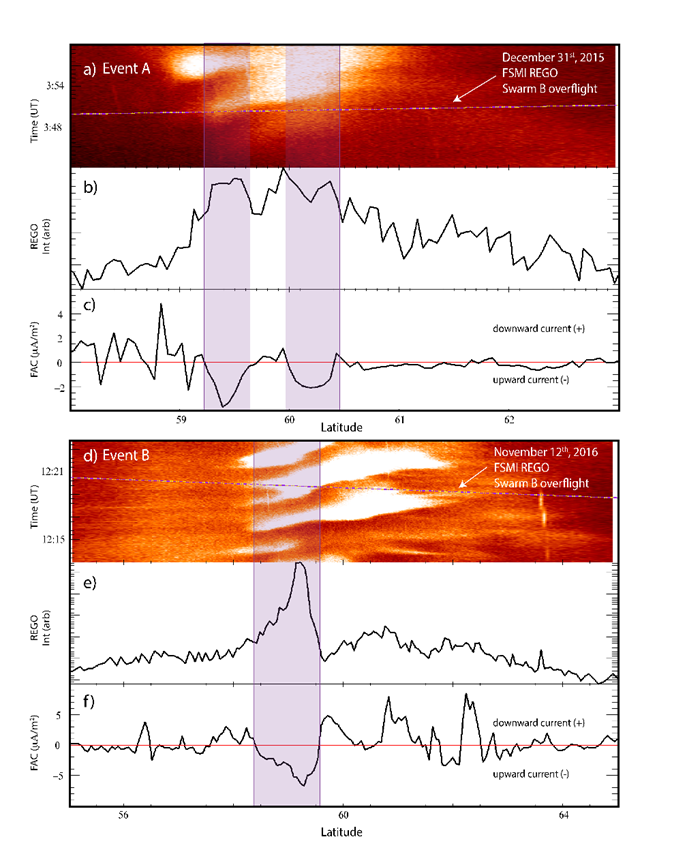 a) Event A
December 31st, 2015
FSMI REGO
Swarm B overflight
Time (UT)
3:54
3:48
b)
REGO
Int (arb)
c)
FAC (μA/m²)
4
2
0
−2
downward current (+)
upward current (-)
59
60
61
62
Latitude
d) Event B
November 12th, 2016
FSMI REGO
Swarm B overflight
Time (UT)
12:21
12:15
e)
REGO
Int (arb)
f)
FAC (μA/m²)
5
0
−5
downward current (+)
upward current (-)
56
60
64
Latitude